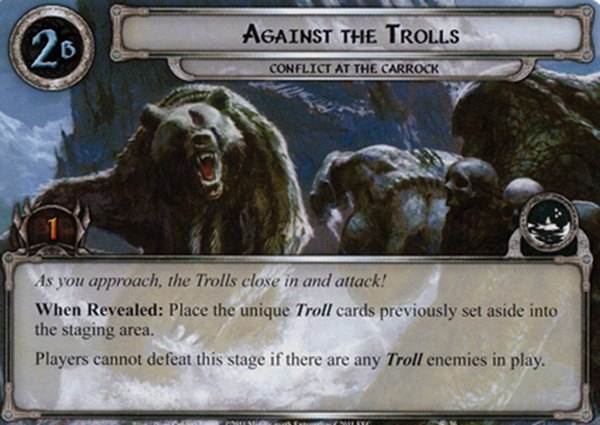 2B
AGAINST THE TROLLS
CONFLICT AT THE CARROCK
1
As you approach, the Trolls close in and attack!
When Revealed: Place the unique Troll cards previously set aside into
the staging area.
Players cannot defeat this stage if there are any Troll enemies in play.